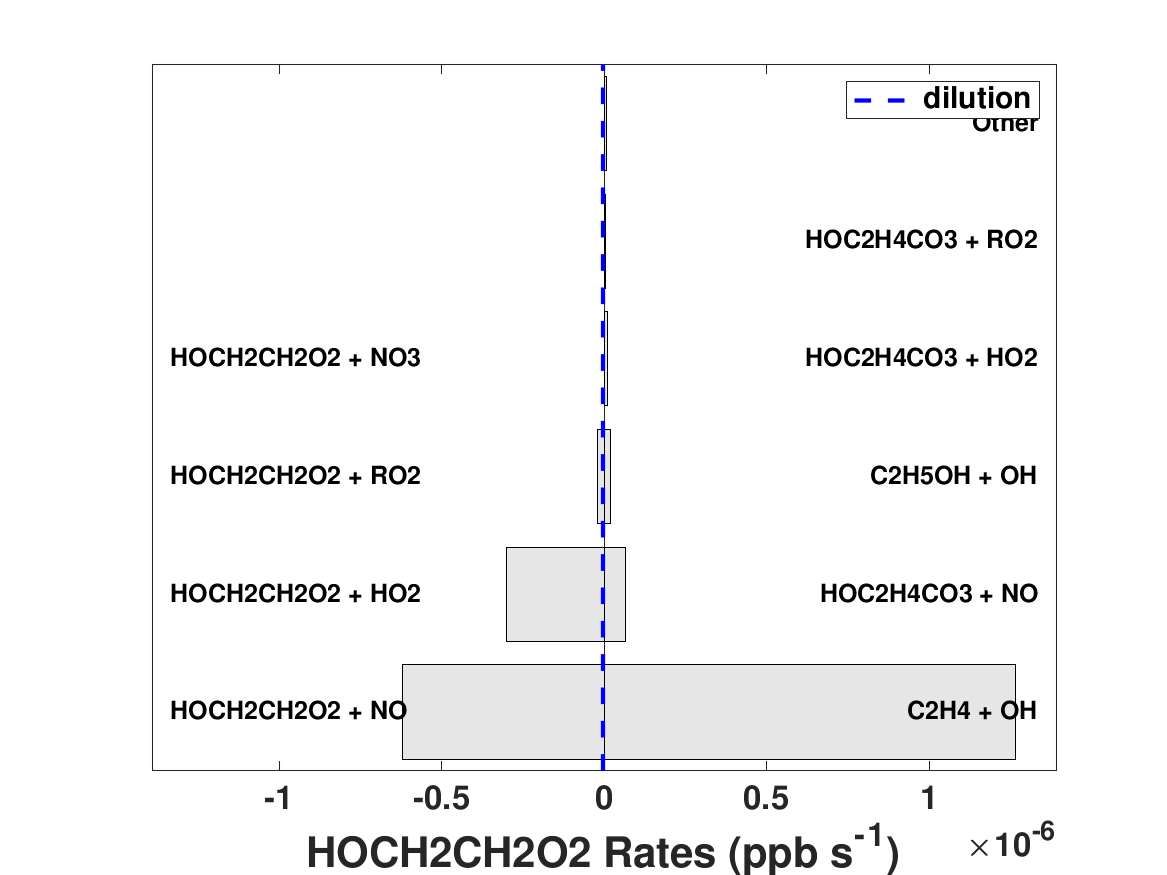 dilution
Other
HOC2H4CO3 + RO2
HOCH2CH2O2 + NO3
HOC2H4CO3 + HO2
HOCH2CH2O2 + RO2
C2H5OH + OH
HOCH2CH2O2 + HO2
HOC2H4CO3 + NO
HOCH2CH2O2 + NO
C2H4 + OH
-1 -0.5 0 0.5 1
×10^-6
HOCH2CH2O2 Rates (ppb s^-1)